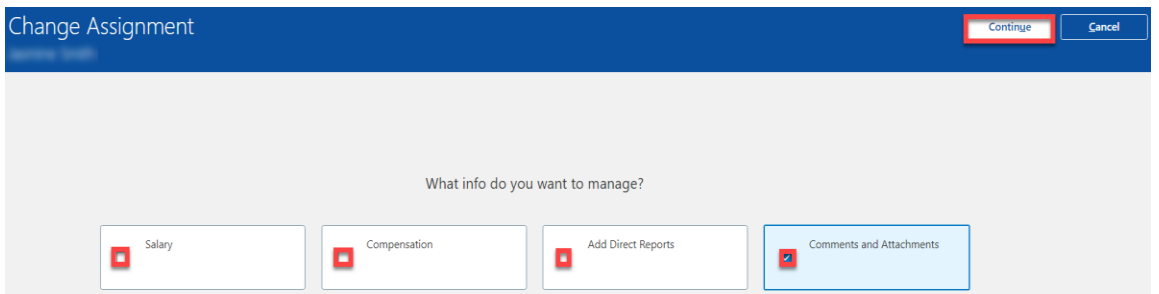 Change Assignment
Continue
Cancel
What info do you want to manage?
Salary
Compensation
Add Direct Reports
Comments and Attachments